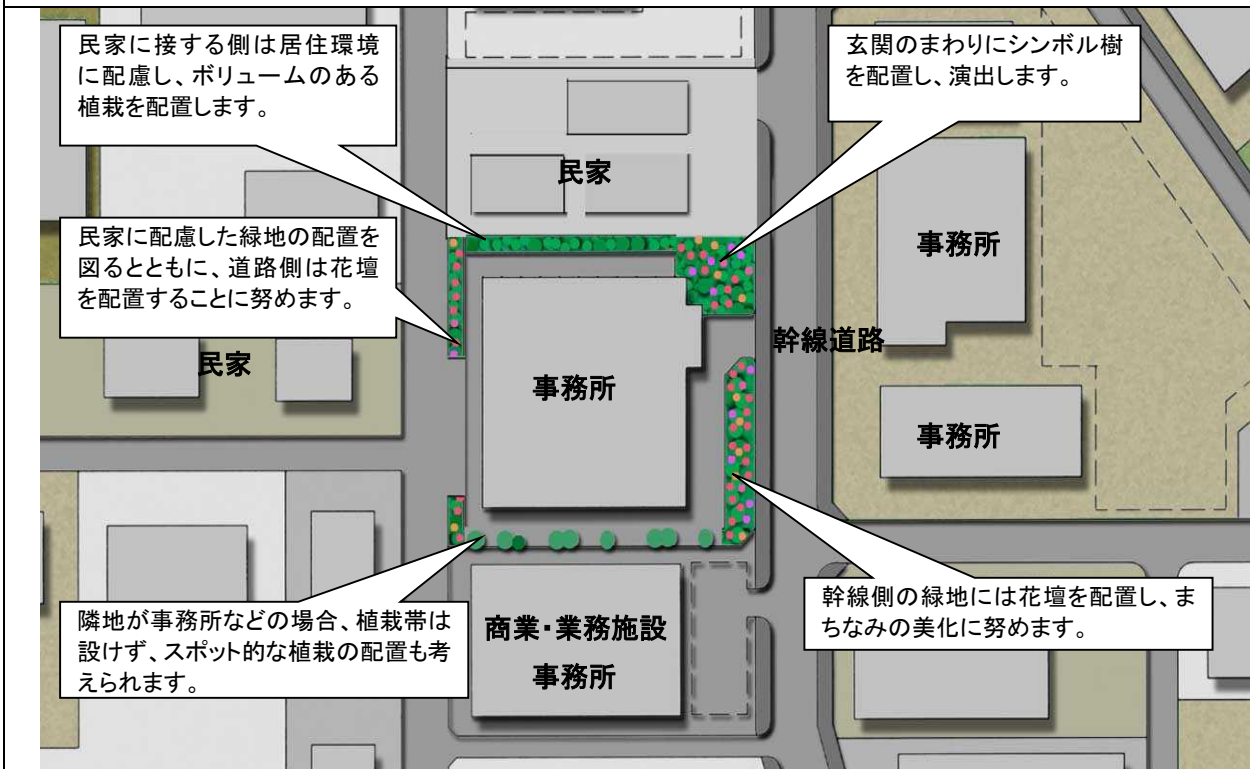 民家に接する側は居住環境
に配慮し、ボリュームのある
植栽を配置します。
玄関のまわりにシンボル樹
を配置し、演出します。
民家
民家に配慮した緑地の配置を
図るとともに、道路側は花壇
を配置することに努めます。
事務所
民家
幹線道路
事務所
事務所
隣地が事務所などの場合、植栽帯は
設けず、スポット的な植栽の配置も考
えられます。
商業・業務施設
事務所
幹線側の緑地には花壇を配置し、ま
ちなみの美化に努めます。